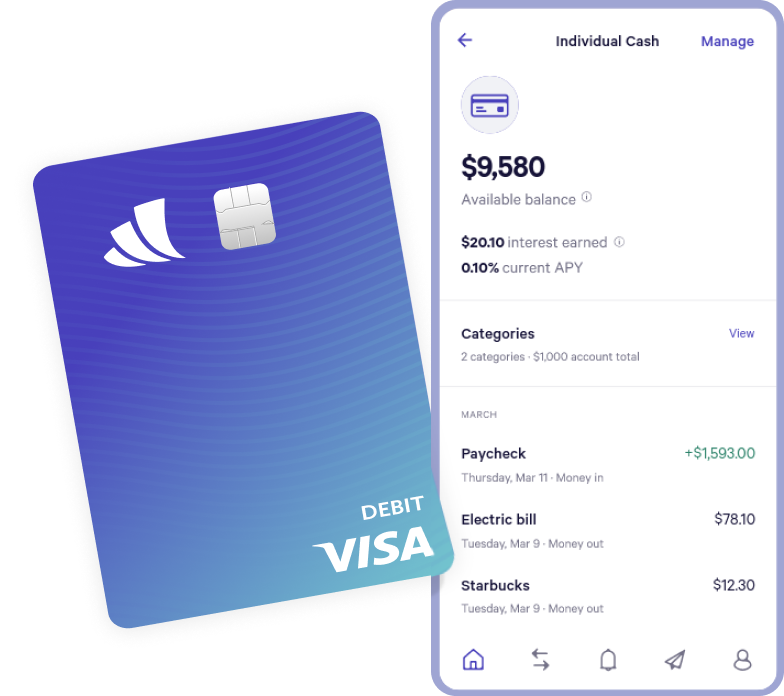 Individual Cash
Manage
$9,580
Available balance
$20.10 interest earned
0.10% current APY
Categories
View
2 categories · $1,000 account total
MARCH
Paycheck
+$1,593.00
Thursday, Mar 11 · Money in
Electric bill
$78.10
Tuesday, Mar 9 · Money out
Starbucks
$12.30
Tuesday, Mar 9 · Money out
DEBIT
VISA